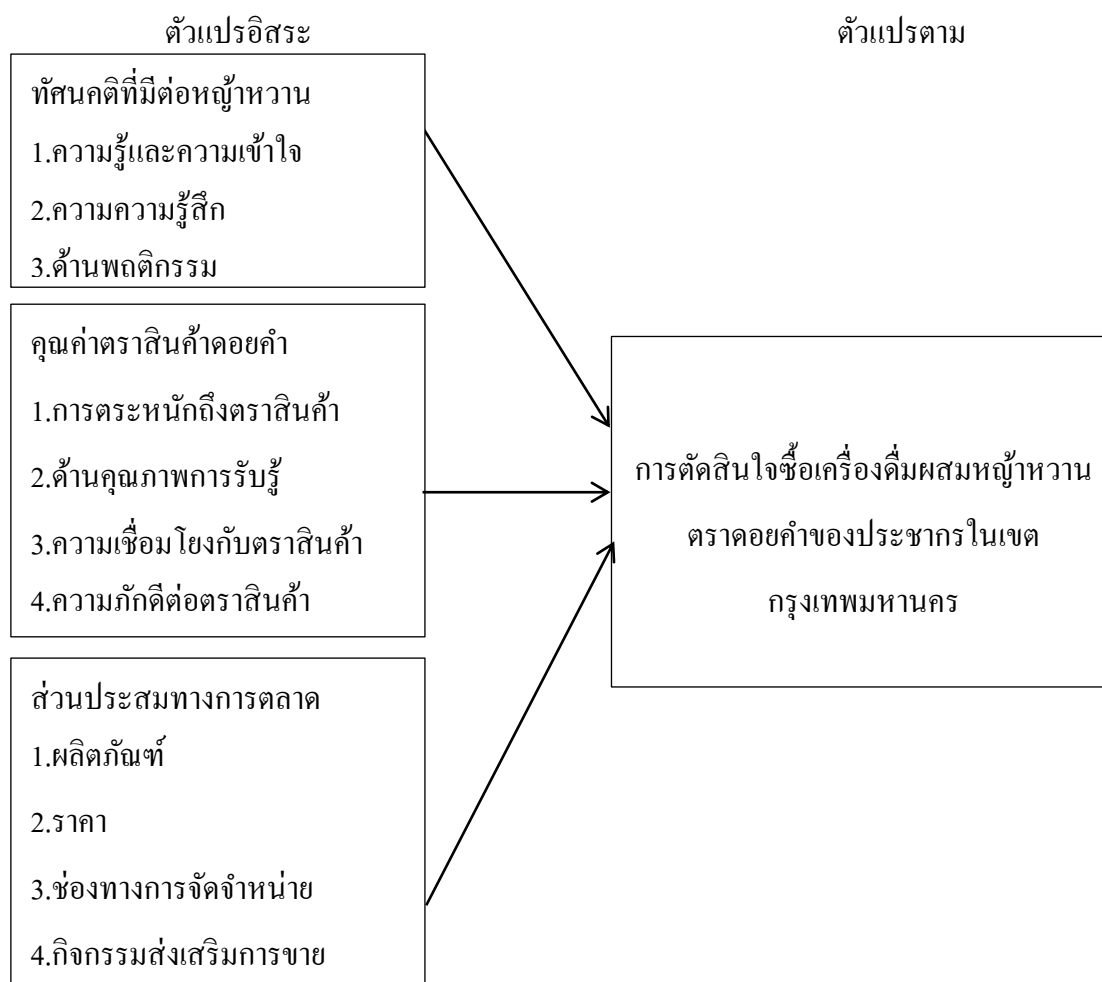 ตัวแปรอิสระ
ตัวแปรตาม
ทัศนคติที่มีต่อหญ้าหวาน
1.ความรู้และความเข้าใจ
2.ความความรู้สึก
3.ด้านพฤติกรรม
คุณค่าตราสินค้าดอยคำ
1.การตระหนักถึงตราสินค้า
2.ด้านคุณภาพการรับรู้
3.ความเชื่อมโยงกับตราสินค้า
4.ความภักดีต่อตราสินค้า
ส่วนประสมทางการตลาด
1.ผลิตภัณฑ์
2.ราคา
3.ช่องทางการจัดจำหน่าย
4.กิจกรรมส่งเสริมการขาย
การตัดสินใจซื้อเครื่องดื่มผสมหญ้าหวาน
ตราดอยคำของประชากรในเขต
กรุงเทพมหานคร